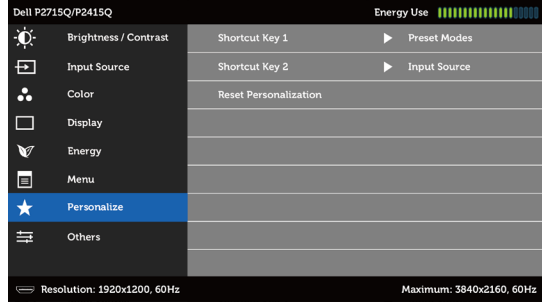 Dell P2715Q/P2415Q Energy Use
Brightness / Contrast Shortcut Key 1 Preset Modes
Input Source Shortcut Key 2 Input Source
Color Reset Personalization
Display
Energy
Menu
Personalize
Others
Resolution: 1920x1200, 60Hz Maximum: 3840x2160, 60Hz